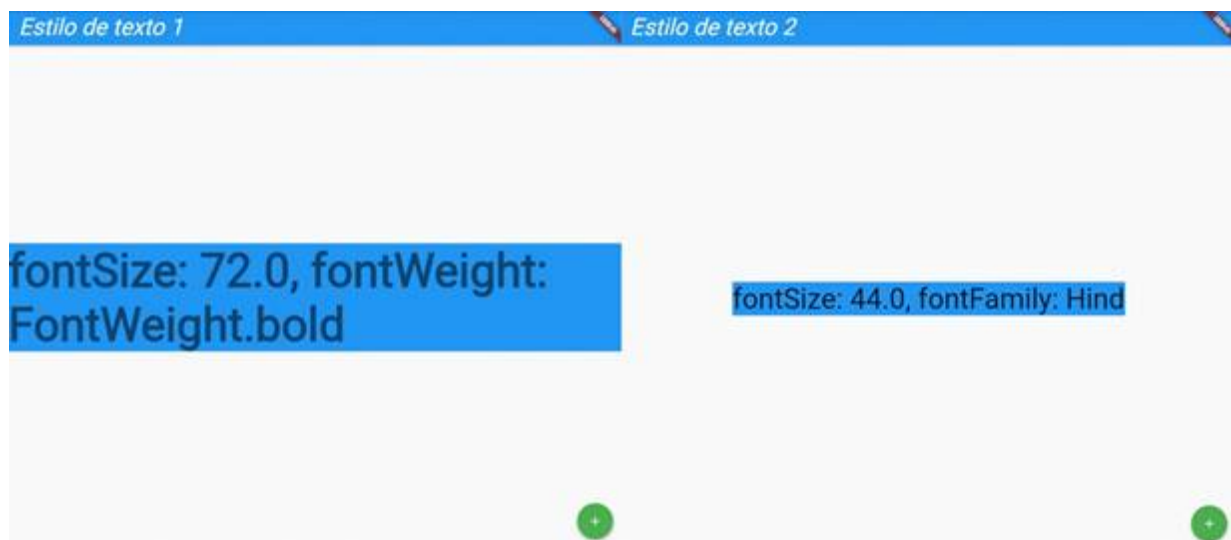 Estilo de texto 1
fontSize: 72.0, fontWeight:
FontWeight.bold
+
Estilo de texto 2
fontSize: 44.0, fontFamily: Hind
+